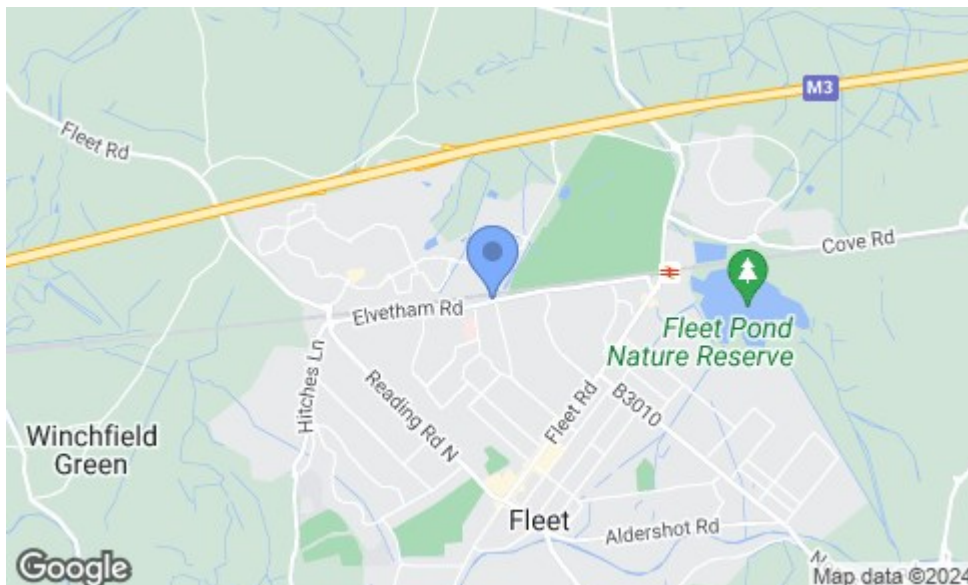 M3
Fleet Rd
Cove Rd
Elvetham Rd
Fleet Pond
Nature Reserve
Hitches Ln
Reading Rd N
Fleet Rd
B3010
Winchfield
Green
Fleet
Aldershot Rd
N
Google
Map data ©2024